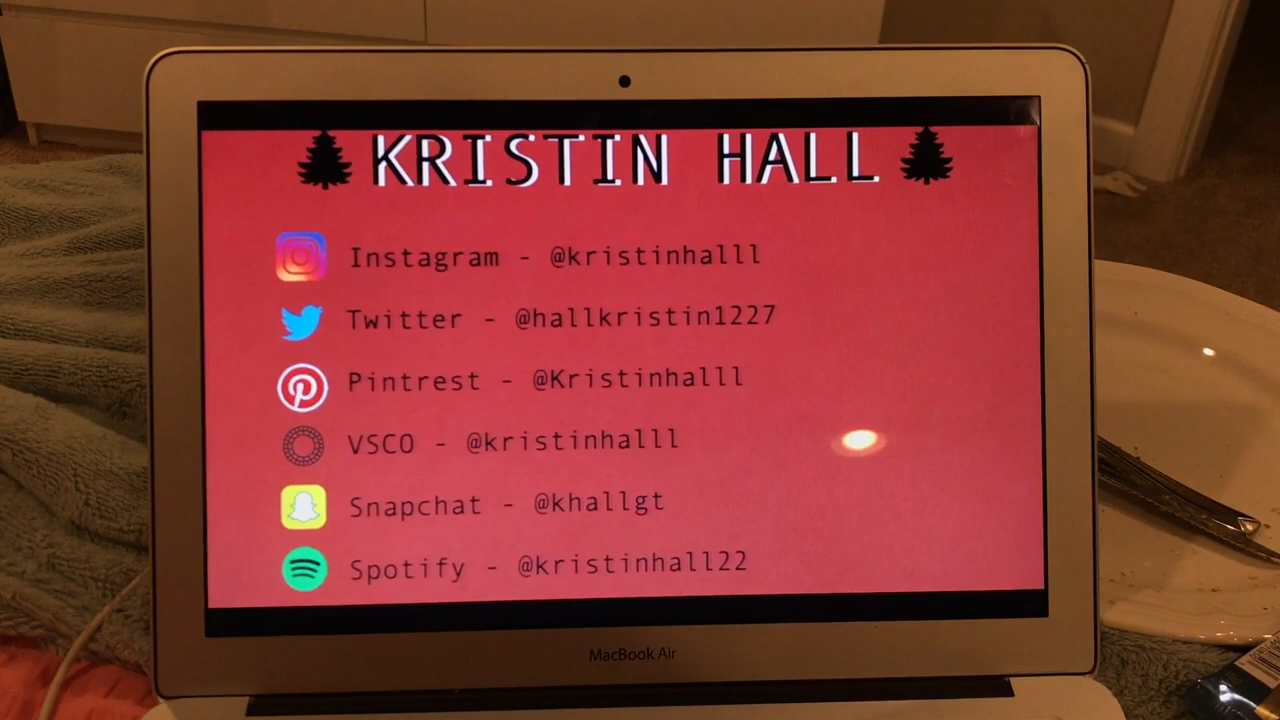 KRISTIN HALL
Instagram - @kristinhalll
Twitter - @hallkristin1227
Pintrest - @Kristinhalll
VSCO - @kristinhalll
Snapchat - @khallgt
Spotify - @kristinhall22
MacBook Air